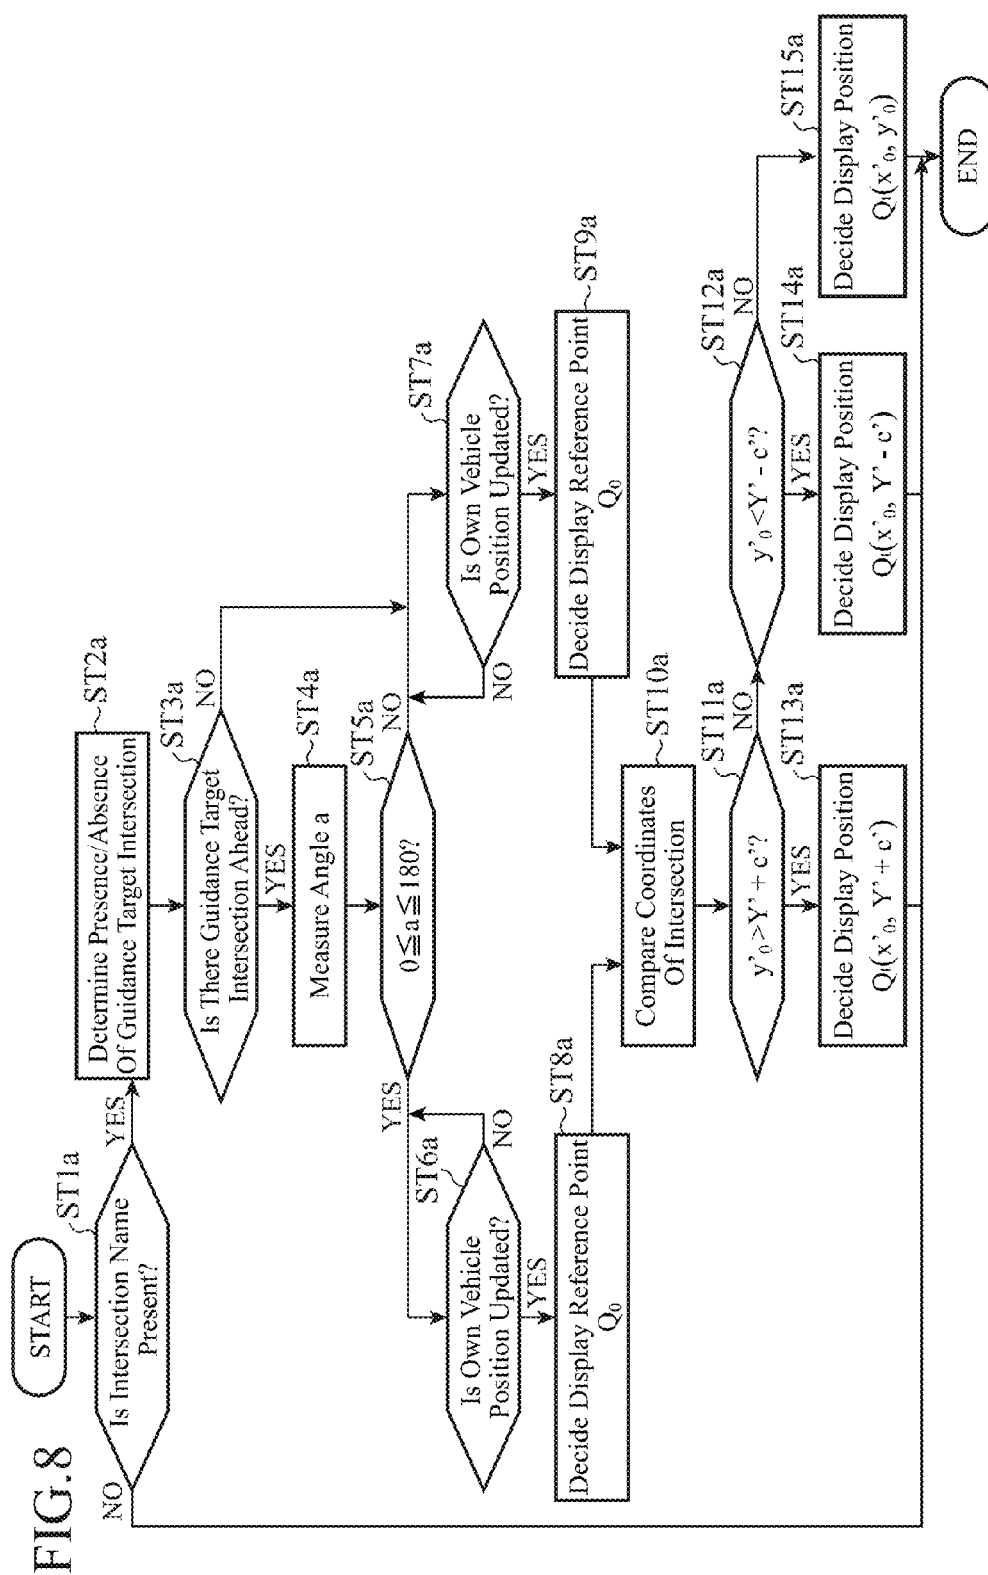 FIG.8
START
ST1a
Is Intersection Name
Present?
NO
YES
ST2a
Determine Presence/Absence
Of Guidance Target Intersection
ST3a
Is There Guidance Target
Intersection Ahead?
NO
YES
ST4a
Measure Angle a
ST5a
0≦a≦180?
YES
NO
ST6a
Is Own Vehicle
Position Updated?
NO
YES
ST7a
Is Own Vehicle
Position Updated?
NO
YES
ST8a
Decide Display Reference Point
Q₀
ST9a
Decide Display Reference Point
Q₀
ST10a
Compare Coordinates
Of Intersection
ST11a
y'₀>Y' + c'?
NO
YES
ST12a
y'₀<Y' - c'?
NO
YES
ST13a
Decide Display Position
Qₜ(x'₀, Y' + c')
ST14a
Decide Display Position
Qₜ(x'₀, Y' - c')
ST15a
Decide Display Position
Qₜ(x'₀, y'₀)
END